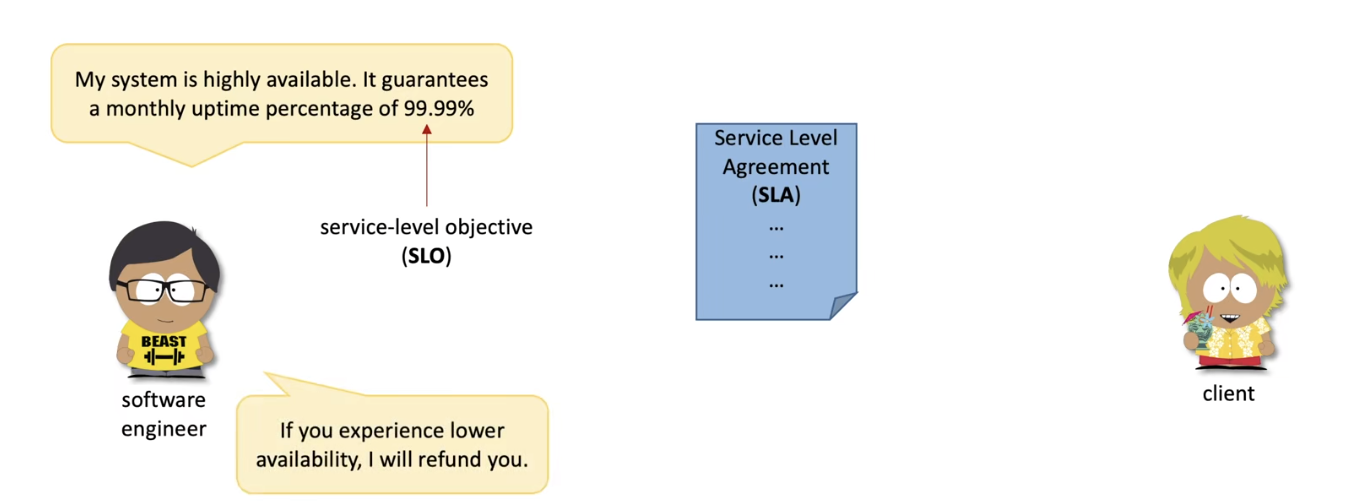 My system is highly available. It guarantees
a monthly uptime percentage of 99.99%
service-level objective
(SLO)
Service Level
Agreement
(SLA)
...
...
...
BEAST
software
engineer
If you experience lower
availability, I will refund you.
client